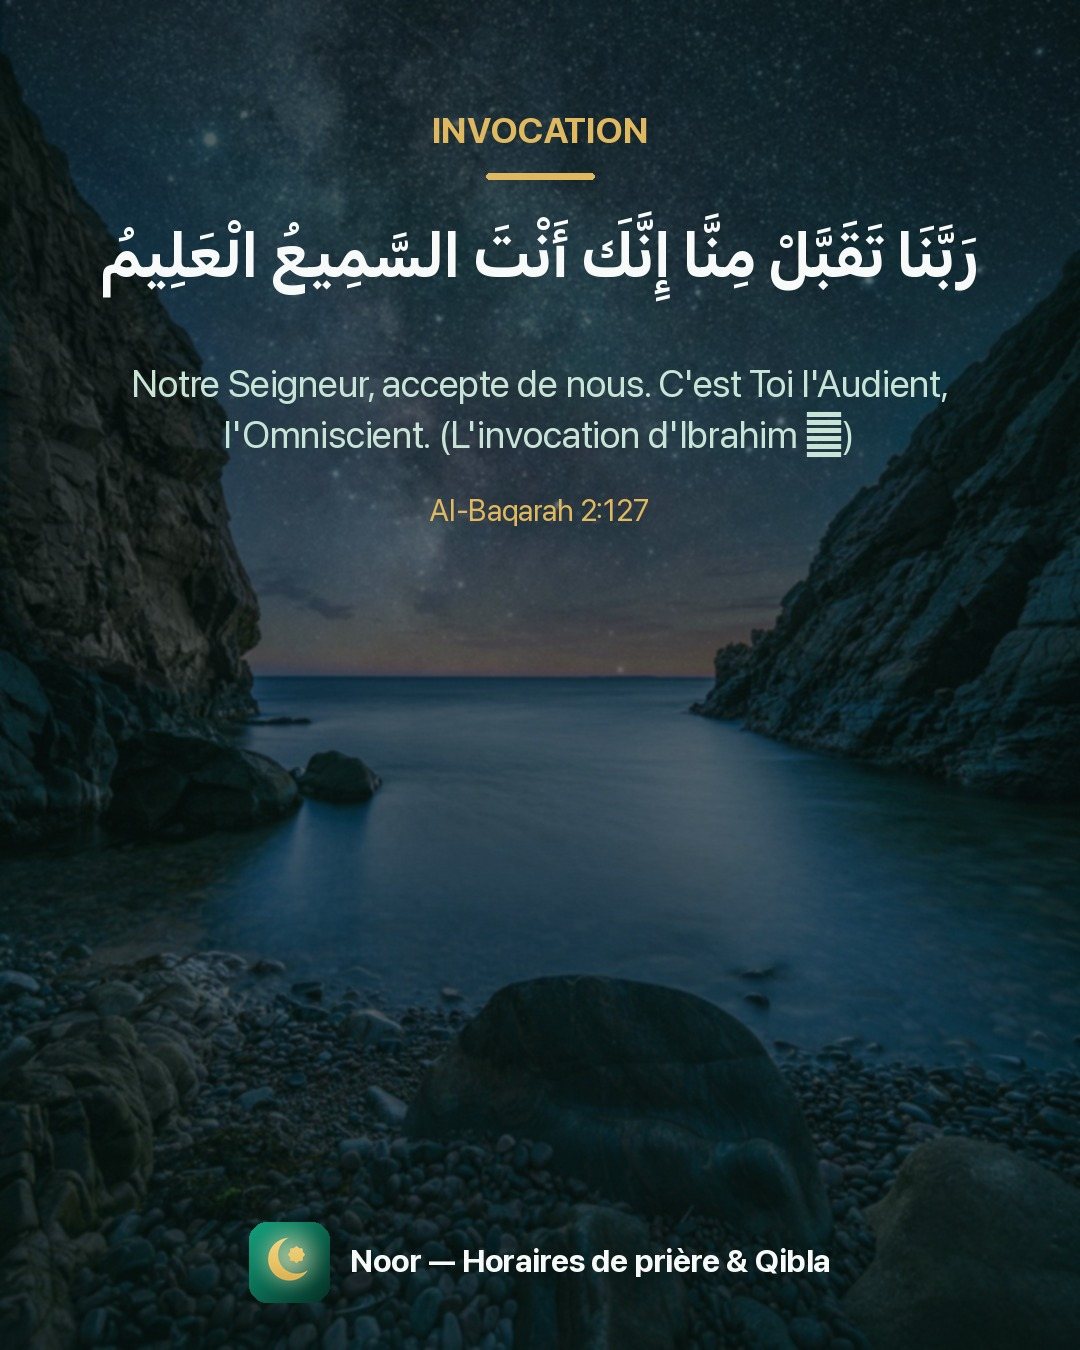 INVOCATION
رَبَّنَا تَقَبَّلْ مِنَّا إِنَّكَ أَنْتَ السَّمِيعُ الْعَلِيمُ
Notre Seigneur, accepte de nous. C'est Toi l'Audient,
l'Omniscient. (L'invocation d'Ibrahim )
Al-Baqarah 2:127
Noor — Horaires de prière & Qibla